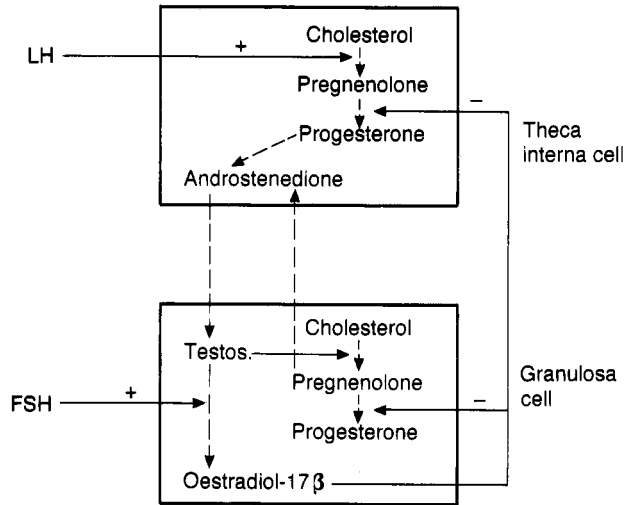 Cholesterol
+
LH
Pregnenolone
–
Progesterone
Theca
interna cell
Androstenedione
Cholesterol
Testos.
Pregnenolone
Granulosa
cell
+
FSH
–
Progesterone
Oestradiol-17β